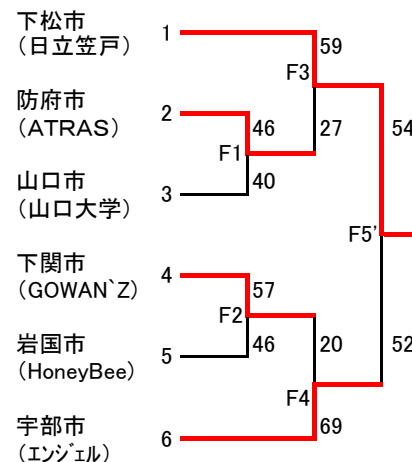 下松市 1 59
（日立笠戸） F3
防府市 2 46 27 54
（ATRAS） F1
山口市 3 40
（山口大学） F5'
下関市 4 57
（GOWAN`Z） F2
岩国市 5 46 20 52
（HoneyBee） F4
宇部市 6 69
（ｴﾝｼﾞｪﾙ）